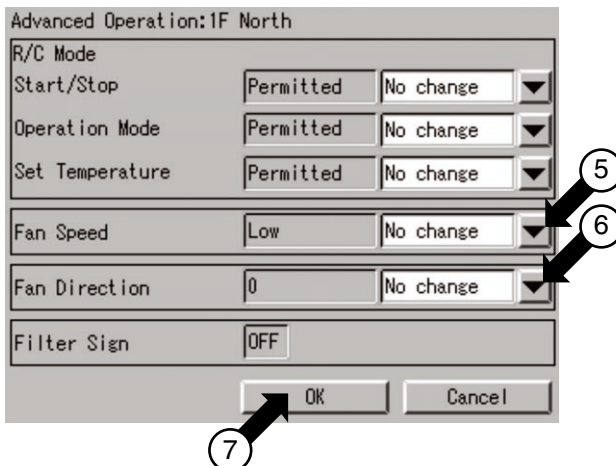 Advanced Operation:1F North
R/C Mode
Start/Stop Permitted No change
Operation Mode Permitted No change
Set Temperature Permitted No change
5
Fan Speed Low No change
6
Fan Direction 0 No change
Filter Sign OFF
OK Cancel
7